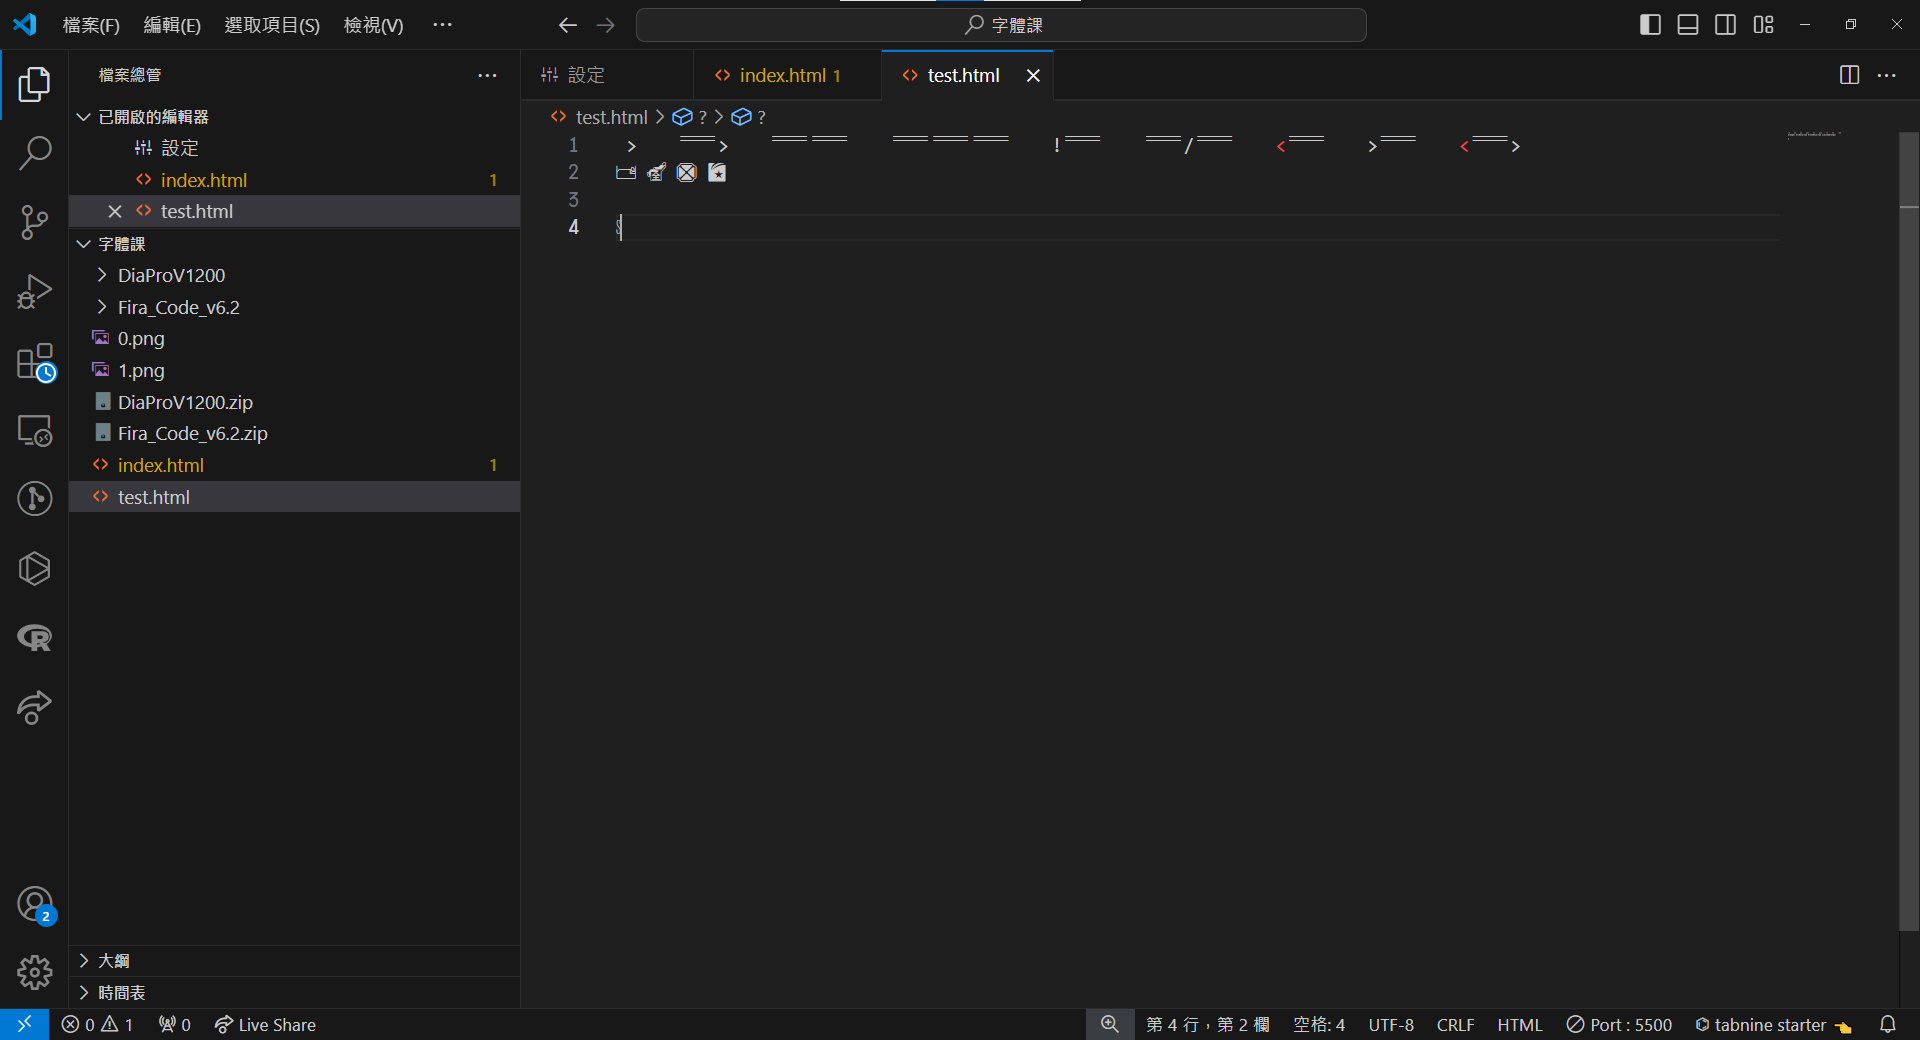 檔案(F) 編輯(E) 選取項目(S) 檢視(V) ···
字體課
檔案總管 ···
已開啟的編輯器
設定
index.html 1
test.html
字體課
DiaProV1200
Fira_Code_v6.2
0.png
1.png
DiaProV1200.zip
Fira_Code_v6.2.zip
index.html 1
test.html
大綱
時間表
設定 index.html 1 test.html
test.html > ? > ?
1
2
3
4
2
0 1 0 Live Share
第 4 行，第 2 欄 空格: 4 UTF-8 CRLF HTML Port : 5500 tabnine starter